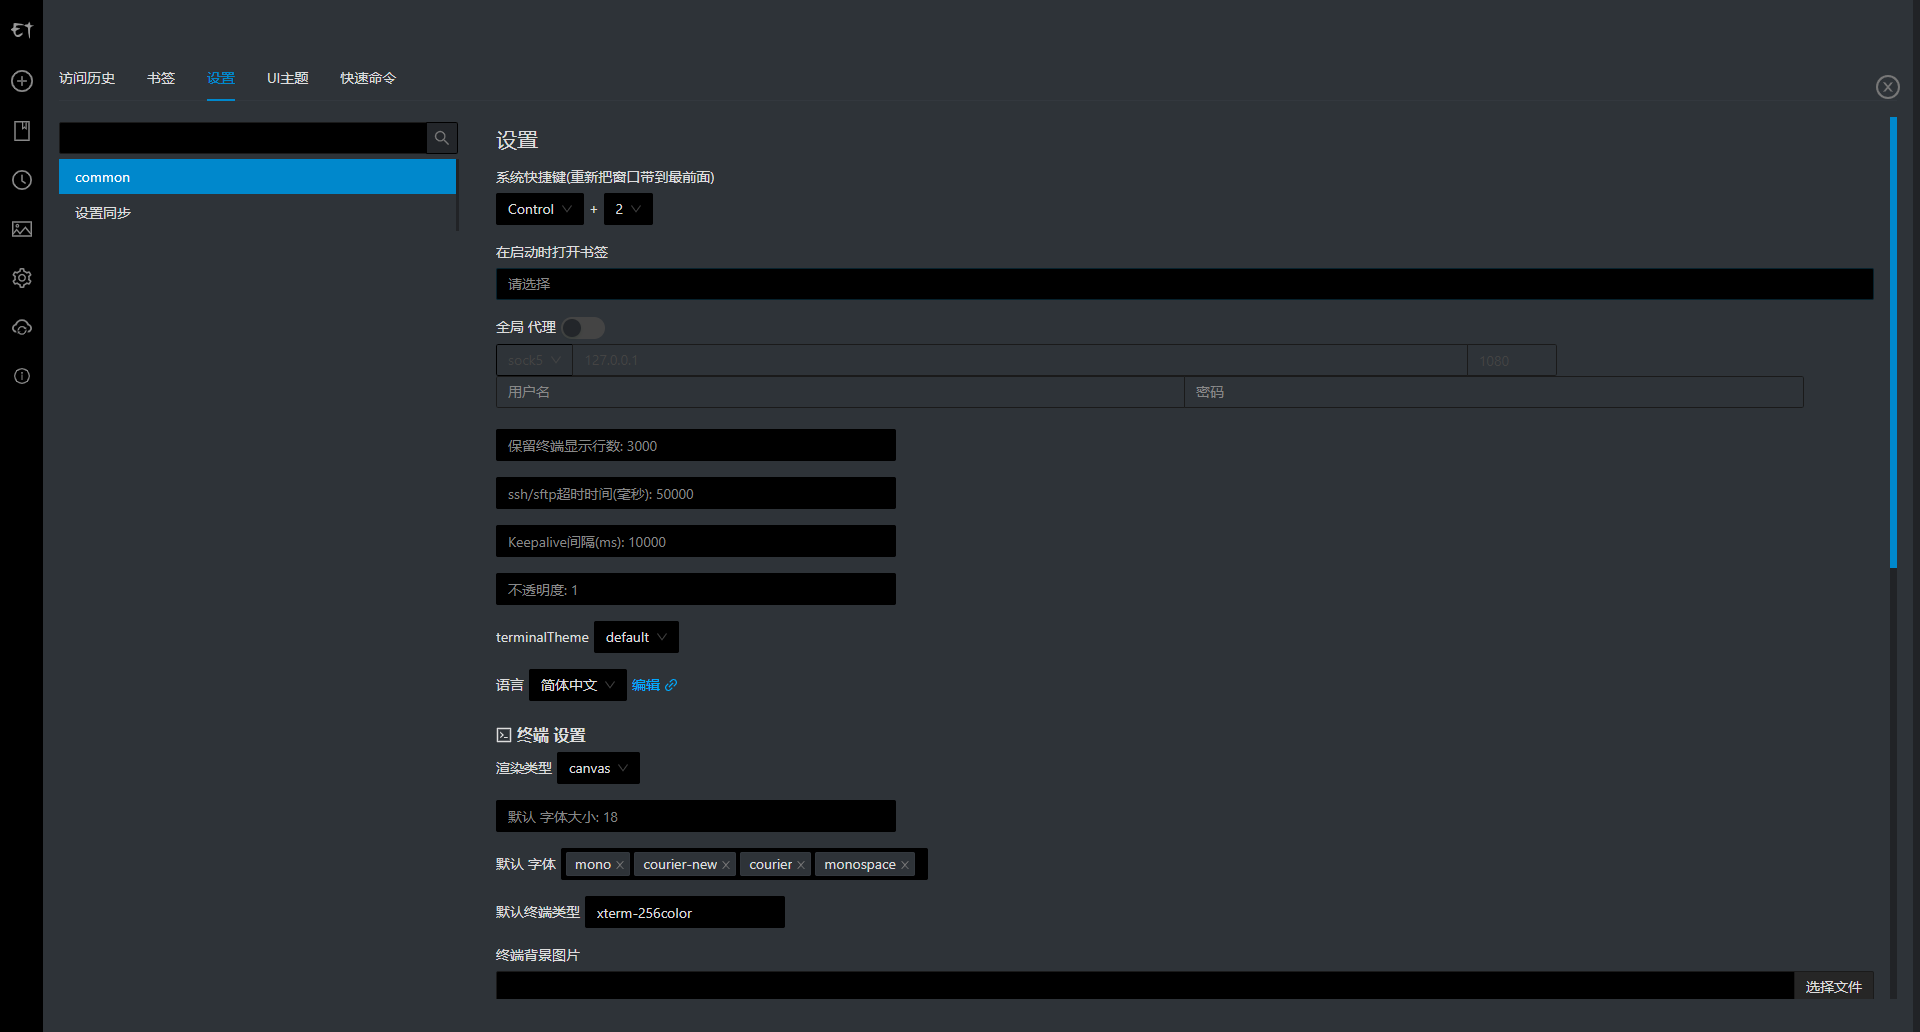 访问历史 书签 设置 UI主题 快速命令
common
设置同步
设置
系统快捷键(重新把窗口带到最前面)
Control + 2
在启动时打开书签
请选择
全局 代理
sock5 127.0.0.1 1080
用户名 密码
保留终端显示行数: 3000
ssh/sftp超时时间(毫秒): 50000
Keepalive间隔(ms): 10000
不透明度: 1
terminalTheme default
语言 简体中文 编辑
终端 设置
渲染类型 canvas
默认 字体大小: 18
默认 字体 mono × courier-new × courier × monospace ×
默认终端类型 xterm-256color
终端背景图片
选择文件